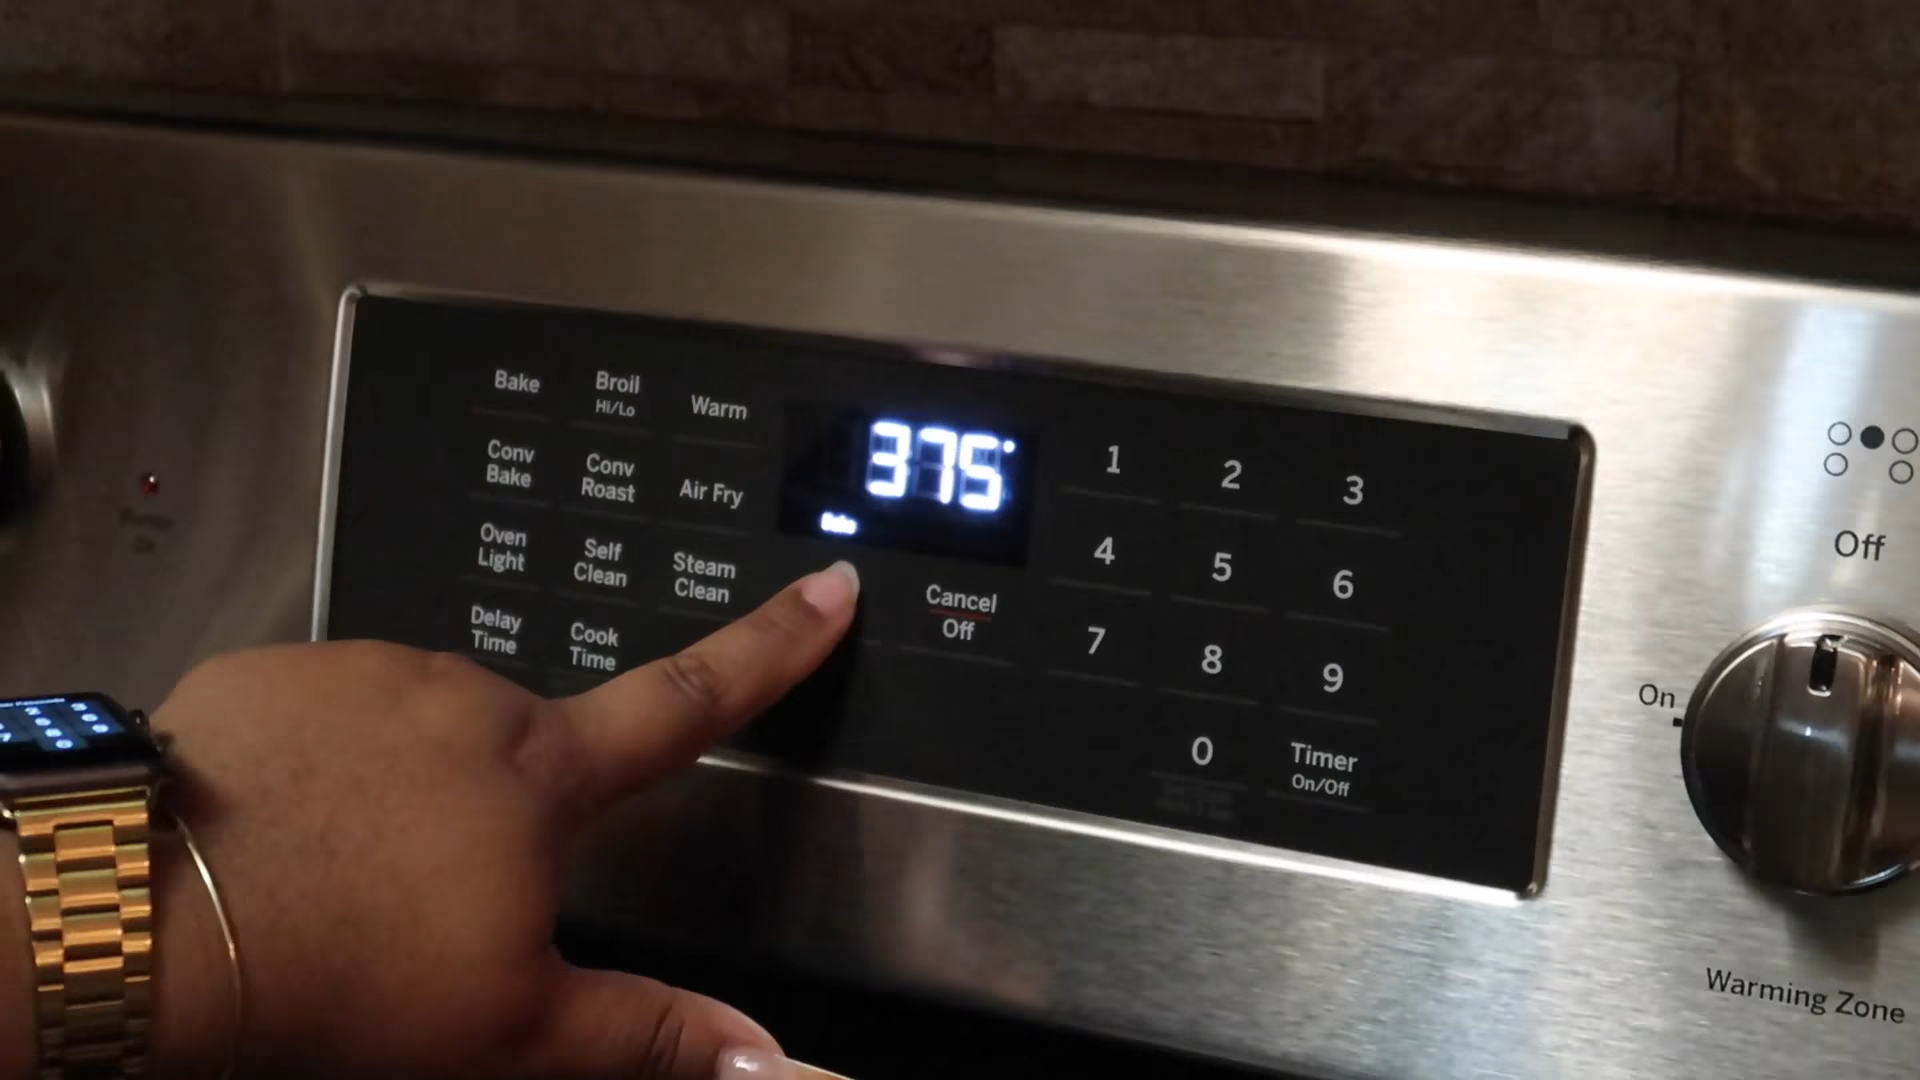 Bake
Broil
Hi/Lo
Warm
Conv
Bake
Conv
Roast
Air Fry
Oven
Light
Self
Clean
Steam
Clean
Delay
Time
Cook
Time
375°
Bake
Cancel
Off
1
2
3
4
5
6
7
8
9
0
Timer
On/Off
Off
On
Warming Zone